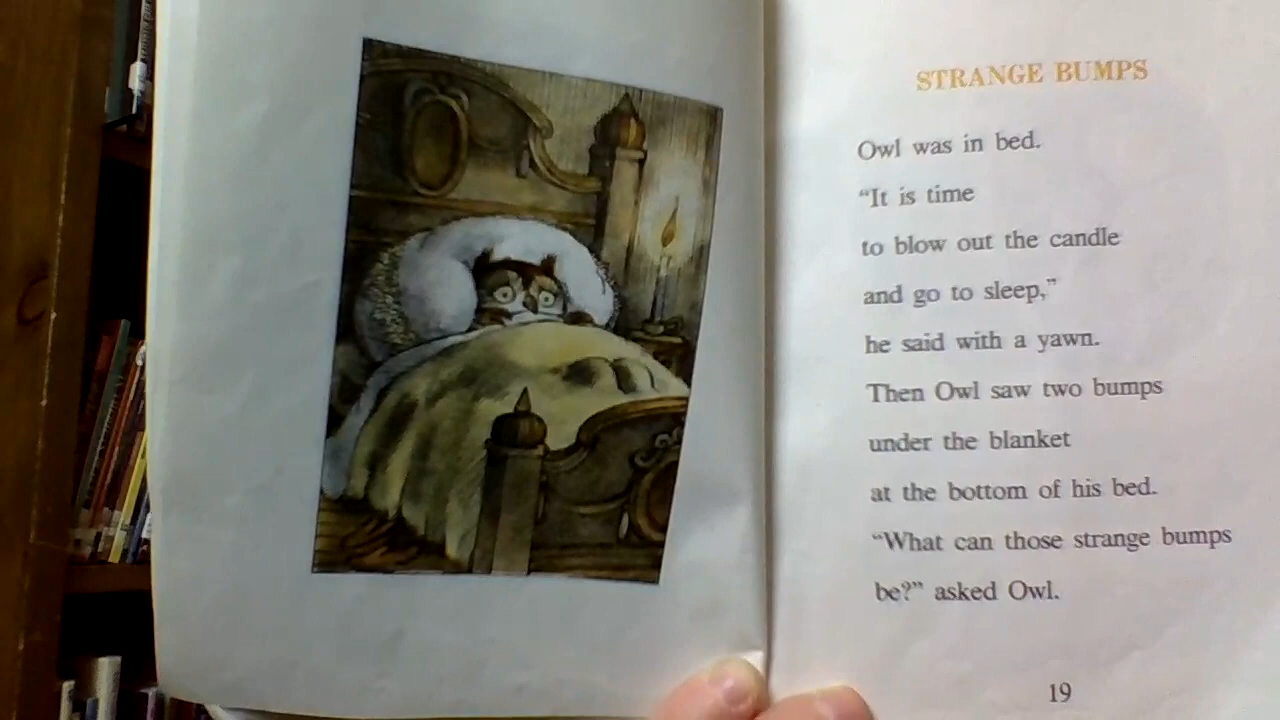 STRANGE BUMPS
Owl was in bed.
“It is time
to blow out the candle
and go to sleep,”
he said with a yawn.
Then Owl saw two bumps
under the blanket
at the bottom of his bed.
“What can those strange bumps
be?” asked Owl.
19